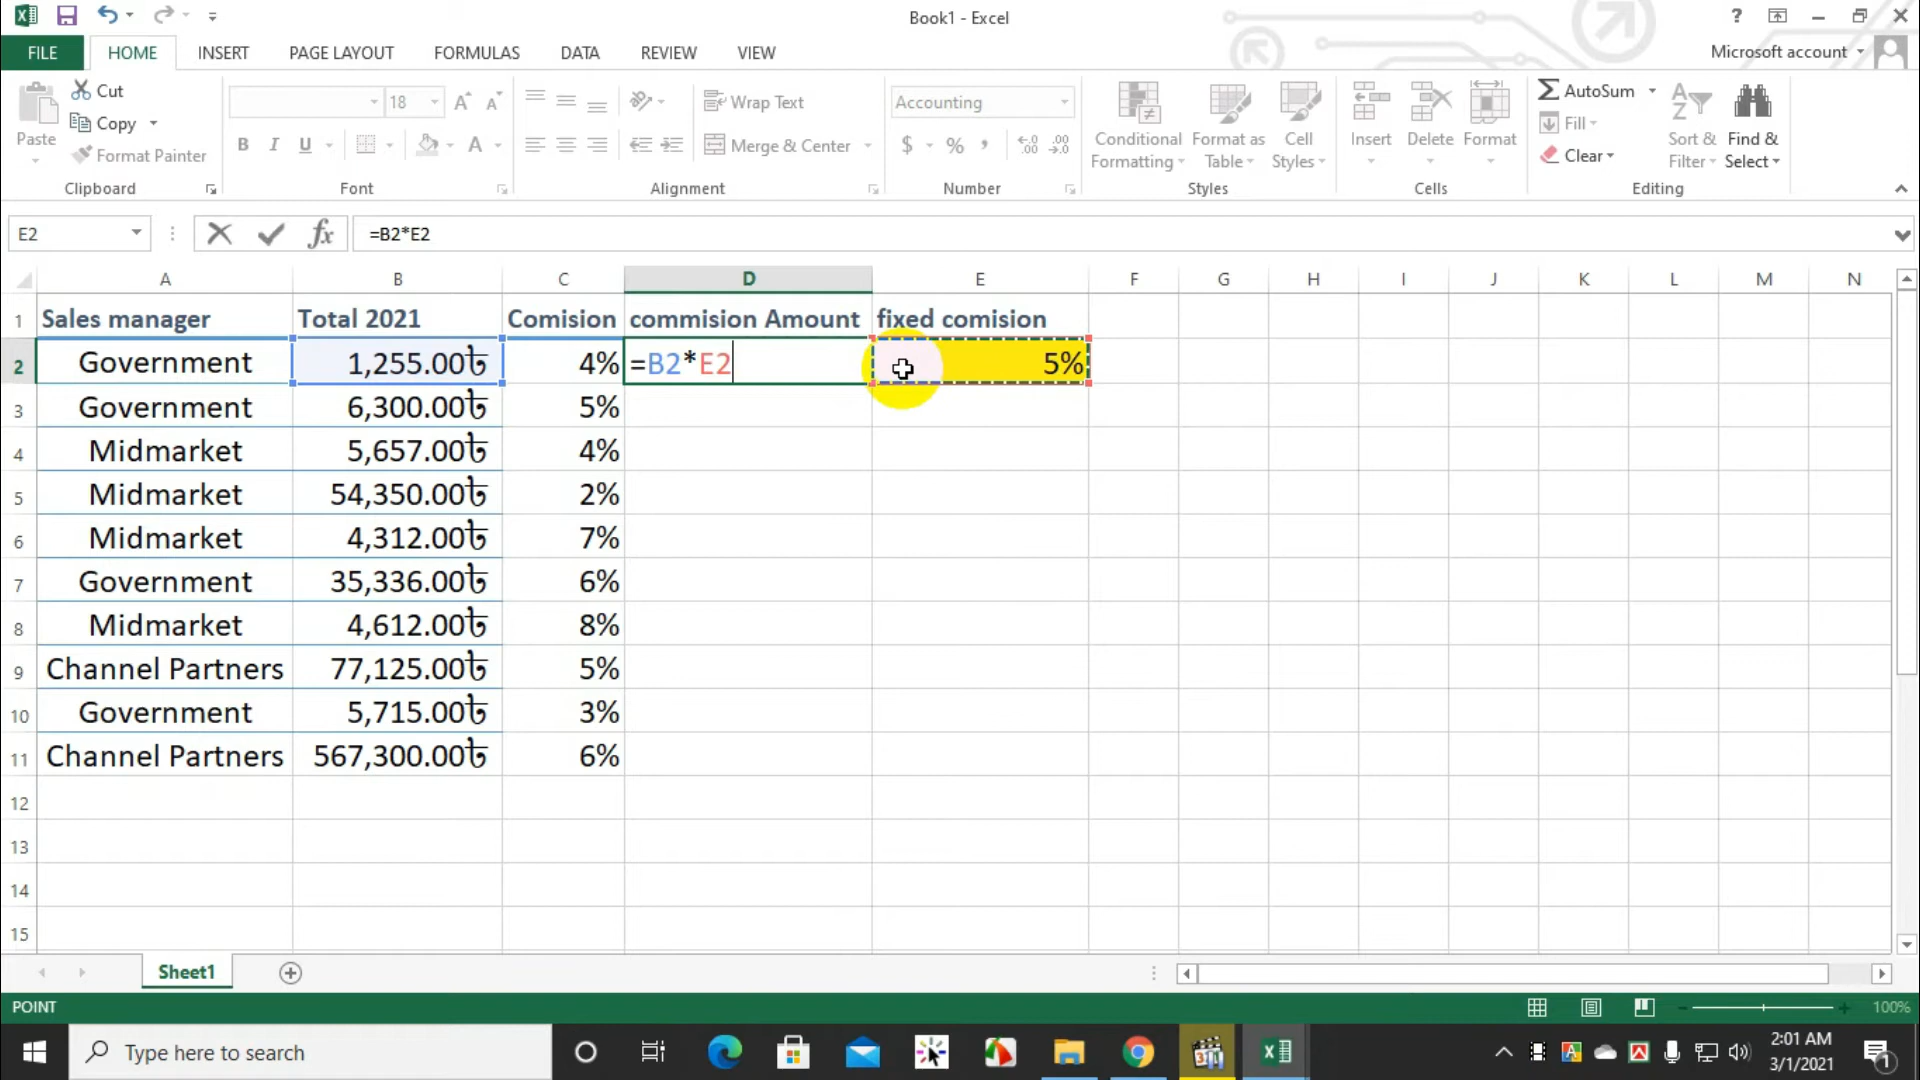 Book1 - Excel
?
Microsoft account
FILE HOME INSERT PAGE LAYOUT FORMULAS DATA REVIEW VIEW
Paste
Cut
Copy
Format Painter
Clipboard
18
B I U A
Font
Wrap Text
Merge & Center
Alignment
Accounting
$ % ,
Number
Conditional Formatting
Format as Table
Cell Styles
Styles
Insert
Delete
Format
Cells
AutoSum
Fill
Clear
Sort & Filter
Find & Select
Editing
E2 fx =B2*E2
A B C D E F G H I J K L M N
1 Sales manager Total 2021 Comision commision Amount fixed comision
2 Government 1,255.00৳ 4% =B2*E2 5%
3 Government 6,300.00৳ 5%
4 Midmarket 5,657.00৳ 4%
5 Midmarket 54,350.00৳ 2%
6 Midmarket 4,312.00৳ 7%
7 Government 35,336.00৳ 6%
8 Midmarket 4,612.00৳ 8%
9 Channel Partners 77,125.00৳ 5%
10 Government 5,715.00৳ 3%
11 Channel Partners 567,300.00৳ 6%
12
13
14
15
Sheet1
POINT 100%
Type here to search
2:01 AM
3/1/2021
1